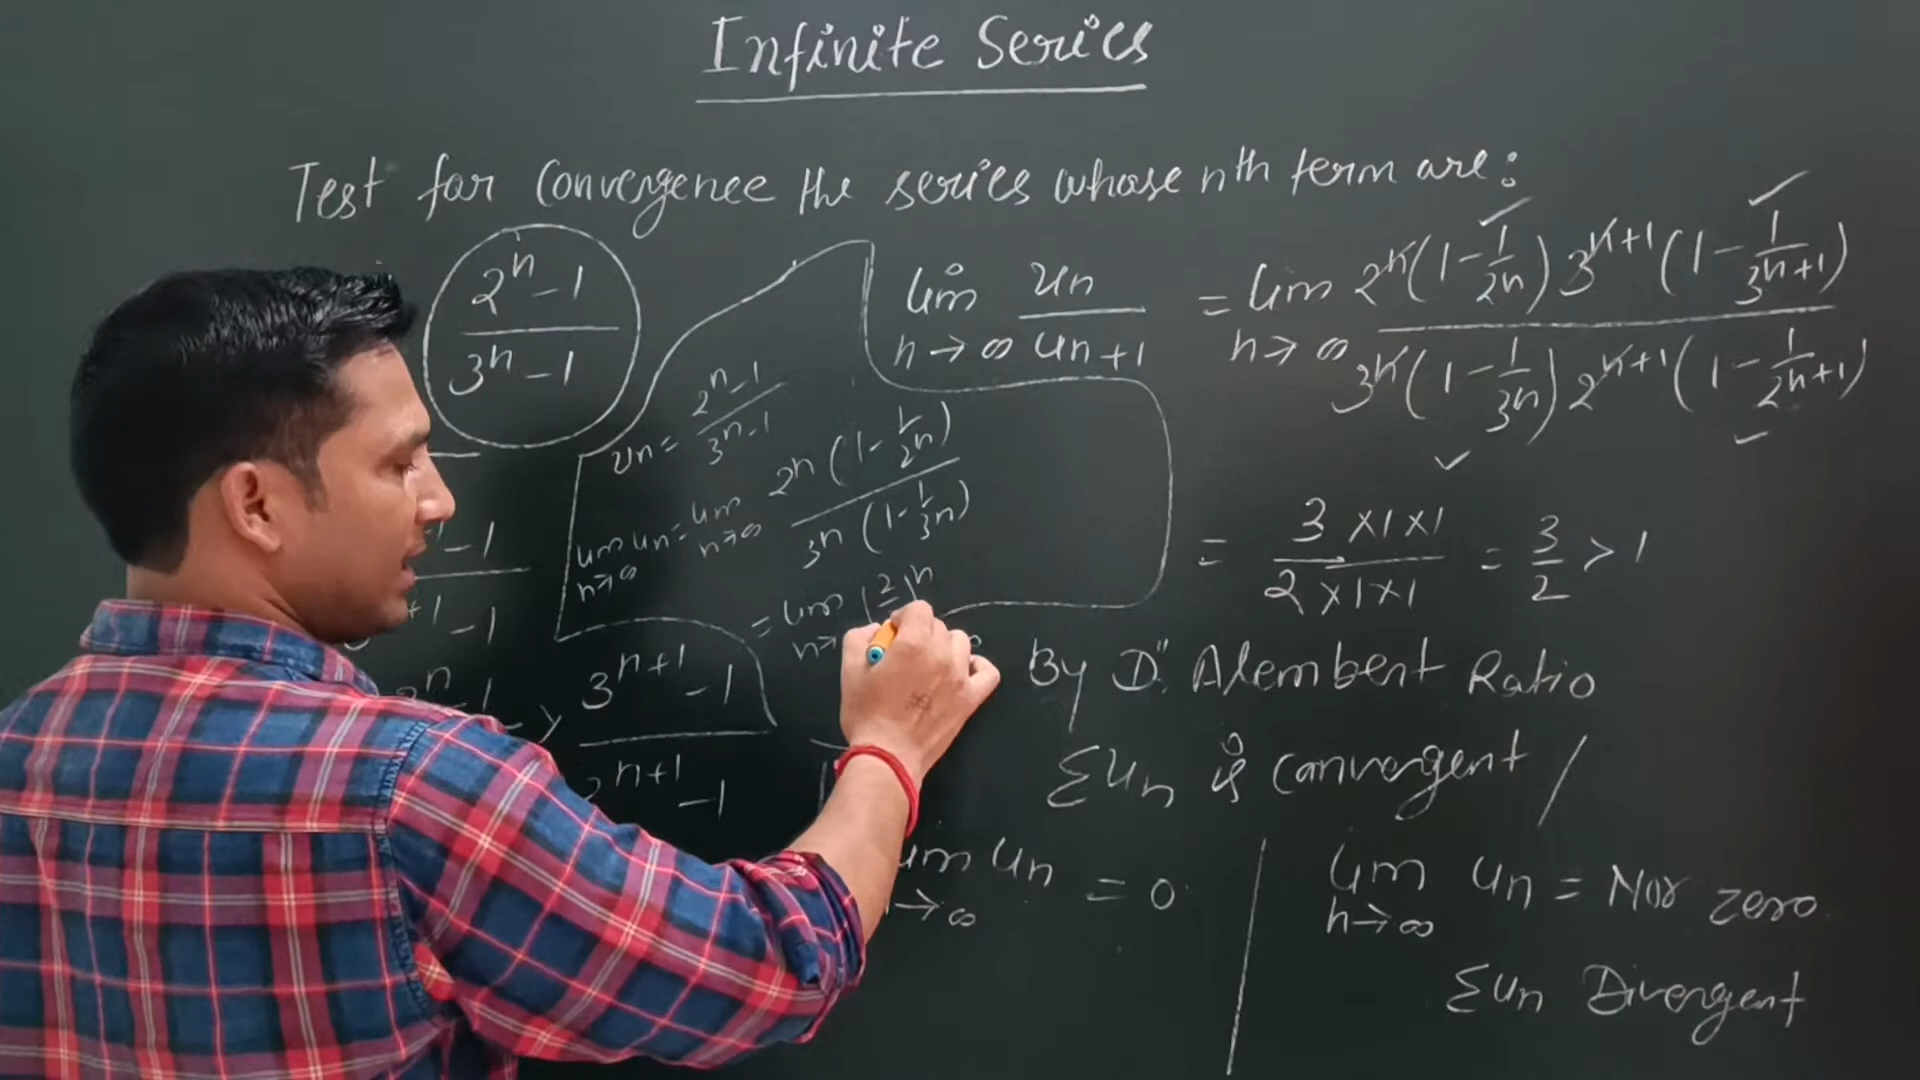 Infinite Series
Test for Convergence the series whose nth term are:
2^n - 1
3^n - 1
un = 2^n - 1
3^n - 1
lim un = lim 2^n (1 - 1/2^n)
n→∞ n→∞ 3^n (1 - 1/3^n)
= lim (2
n→
n
- 1
+1 - 1
3^n+1 - 1
n+1 - 1
lim un
n→∞ un+1
= lim 2^n (1 - 1/2^n) 3^n+1 (1 - 1/3^n+1)
n→∞ 3^n (1 - 1/3^n) 2^n+1 (1 - 1/2^n+1)
= 3 × 1 × 1 = 3 > 1
2 × 1 × 1 2
By D" Alembert Ratio
Σun is convergent /
un = 0
→∞
lim un = Not zero
n→∞
Σun Divergent